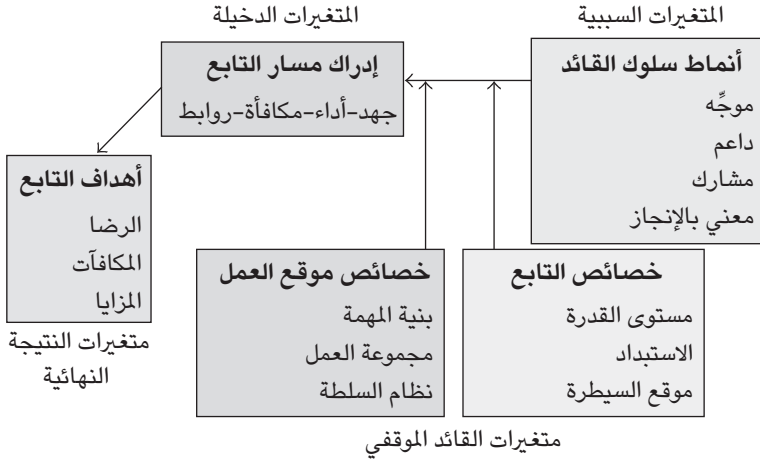 المتغيرات السببية
المتغيرات الدخيلة
أنماط سلوك القائد
موجِّه
داعم
مشارك
معني بالإنجاز
إدراك مسار التابع
جهد-أداء-مكافأة-روابط
أهداف التابع
الرضا
المكافآت
المزايا
متغيرات النتيجة
النهائية
خصائص التابع
مستوى القدرة
الاستبداد
موقع السيطرة
خصائص موقع العمل
بنية المهمة
مجموعة العمل
نظام السلطة
متغيرات القائد الموقفي